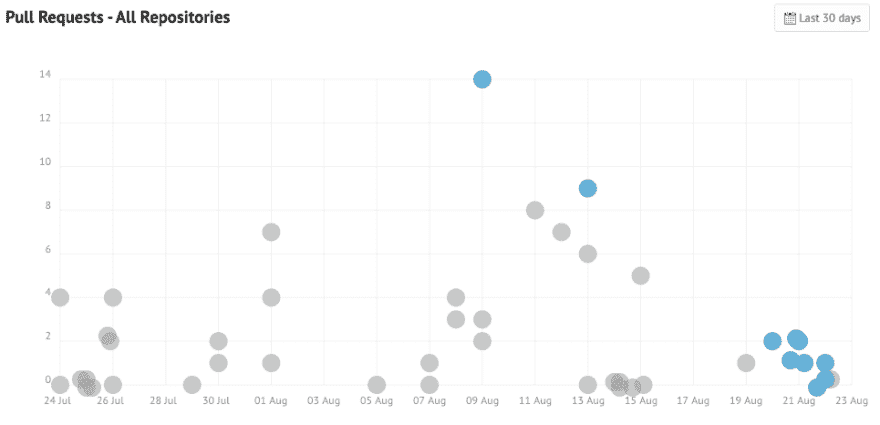 Pull Requests - All Repositories
Last 30 days
14
12
10
8
6
4
2
0
24 Jul 26 Jul 28 Jul 30 Jul 01 Aug 03 Aug 05 Aug 07 Aug 09 Aug 11 Aug 13 Aug 15 Aug 17 Aug 19 Aug 21 Aug 23 Aug